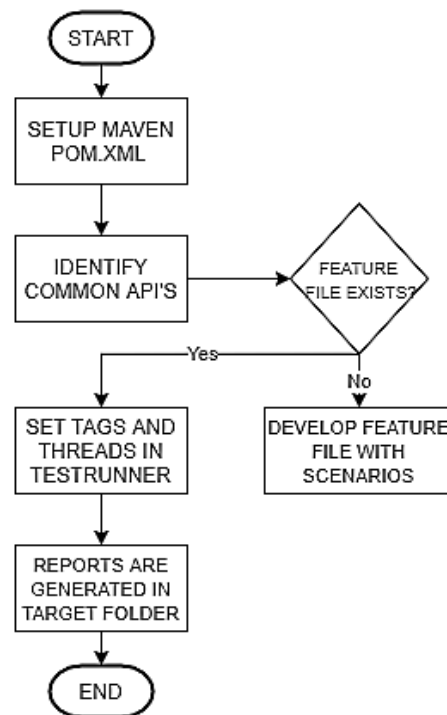 START
SETUP MAVEN
POM.XML
IDENTIFY
COMMON API'S
FEATURE
FILE EXISTS?
Yes
No
SET TAGS AND
THREADS IN
TESTRUNNER
DEVELOP FEATURE
FILE WITH
SCENARIOS
REPORTS ARE
GENERATED IN
TARGET FOLDER
END